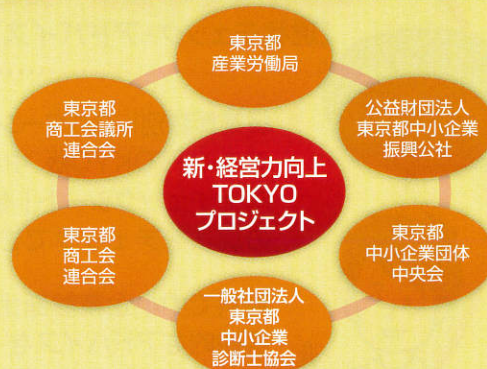 東京都
産業労働局
公益財団法人
東京都中小企業
振興公社
東京都
中小企業団体
中央会
一般社団法人
東京都
中小企業
診断士協会
東京都
商工会
連合会
東京都
商工会議所
連合会
新・経営力向上
TOKYO
プロジェクト